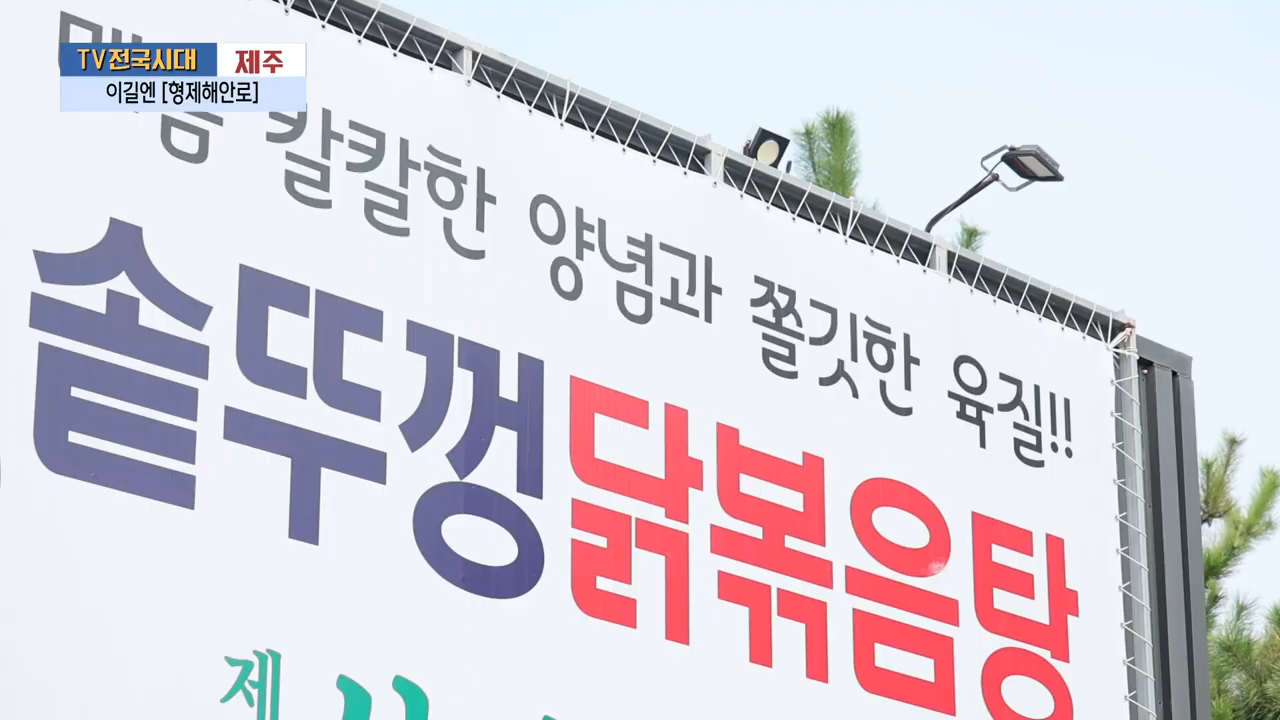 TV전국시대 제주
이길엔 [형제해안로]
칼칼한 양념과 쫄깃한 육질!!
솥뚜껑닭볶음탕
제